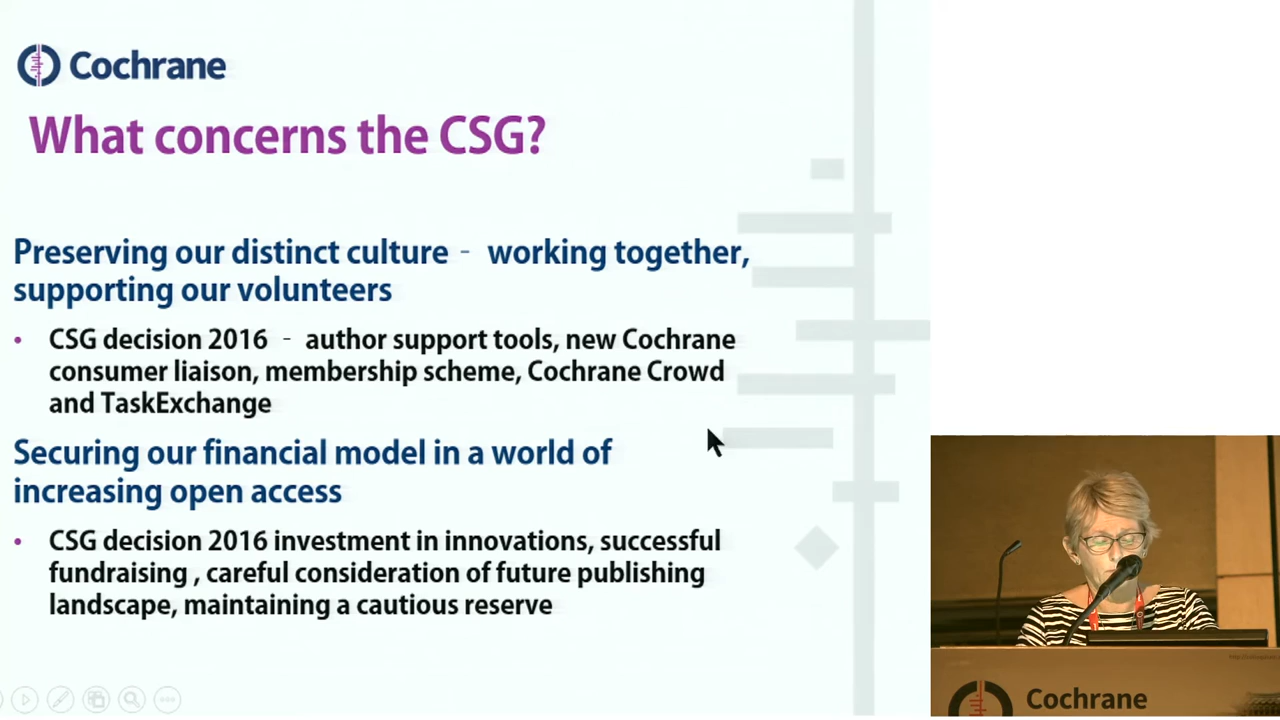 Cochrane
What concerns the CSG?
Preserving our distinct culture - working together,
supporting our volunteers
• CSG decision 2016 - author support tools, new Cochrane
consumer liaison, membership scheme, Cochrane Crowd
and TaskExchange
Securing our financial model in a world of
increasing open access
• CSG decision 2016 investment in innovations, successful
fundraising , careful consideration of future publishing
landscape, maintaining a cautious reserve
Cochrane